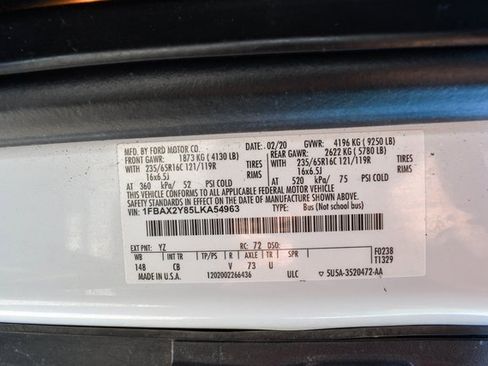 MFD. BY FORD MOTOR CO. DATE: 02/20 GVWR: 4196 KG ( 9250 LB)
FRONT GAWR: 1873 KG ( 4130 LB) REAR GAWR: 2622 KG ( 5780 LB)
WITH 235/65R16C 121/119R TIRES WITH 235/65R16C 121/119R TIRES
16x6.5J RIMS 16x6.5J RIMS
AT 360 kPa/ 52 PSI COLD AT 520 kPa/ 75 PSI COLD
THIS VEHICLE CONFORMS TO ALL APPLICABLE FEDERAL MOTOR VEHICLE
SAFETY STANDARDS IN EFFECT ON THE DATE OF MANUFACTURE SHOWN ABOVE.
VIN: 1FBAX2Y85LKA54963 TYPE: Bus (Not school bus)
EXT PNT: YZ RC: 72 DSO: F0238
WB INT TR TP/PS R AXLE TR SPR T1329
148 CB V 73 U
MADE IN U.S.A. 1202002266436 ULC 5U5A-3520472-AA